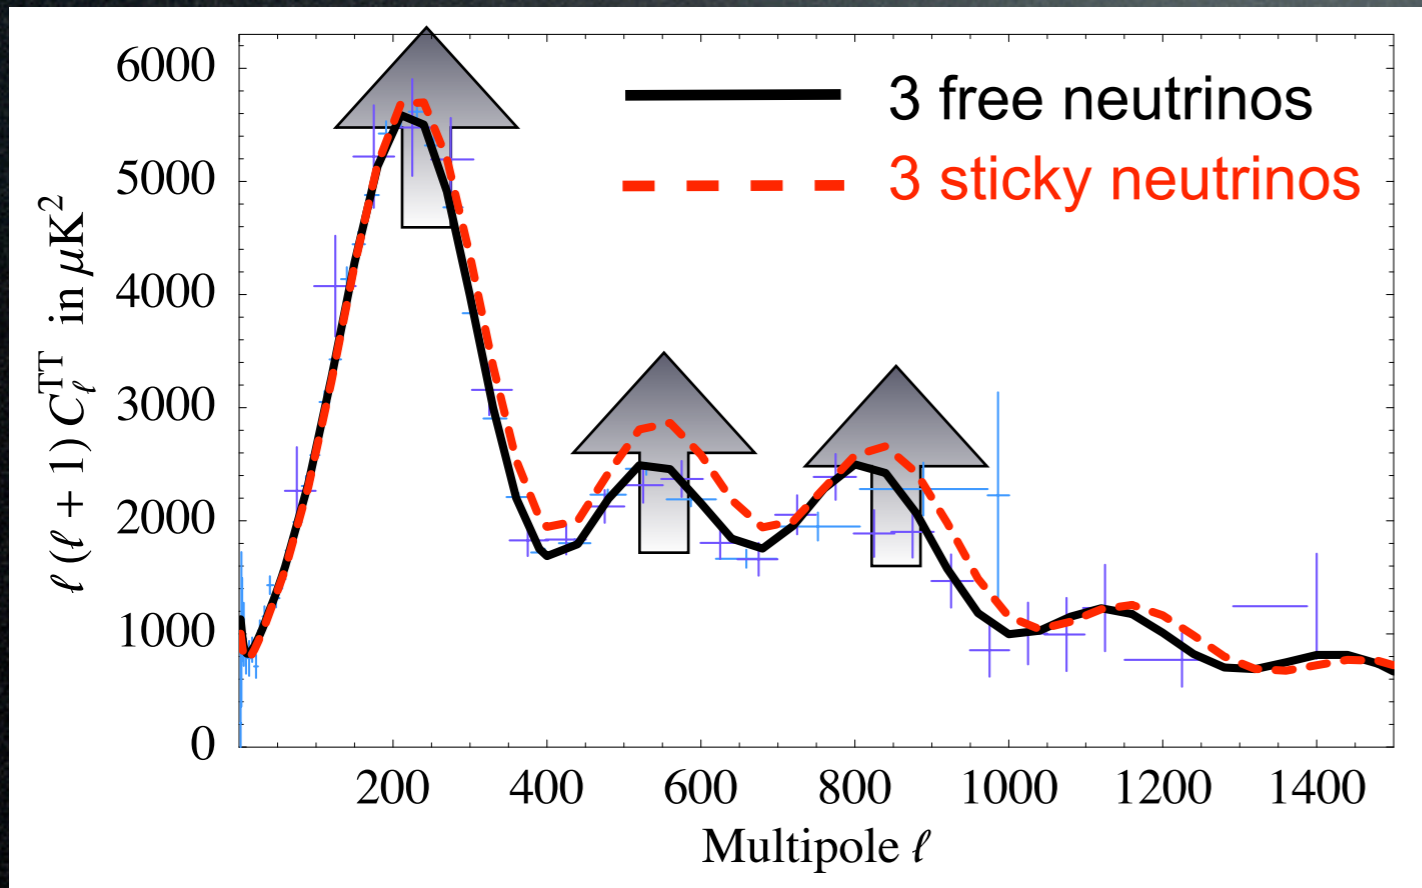 3 free neutrinos
3 sticky neutrinos
ℓ (ℓ + 1) C_ℓ^TT in μK²
6000
5000
4000
3000
2000
1000
0
200 400 600 800 1000 1200 1400
Multipole ℓ